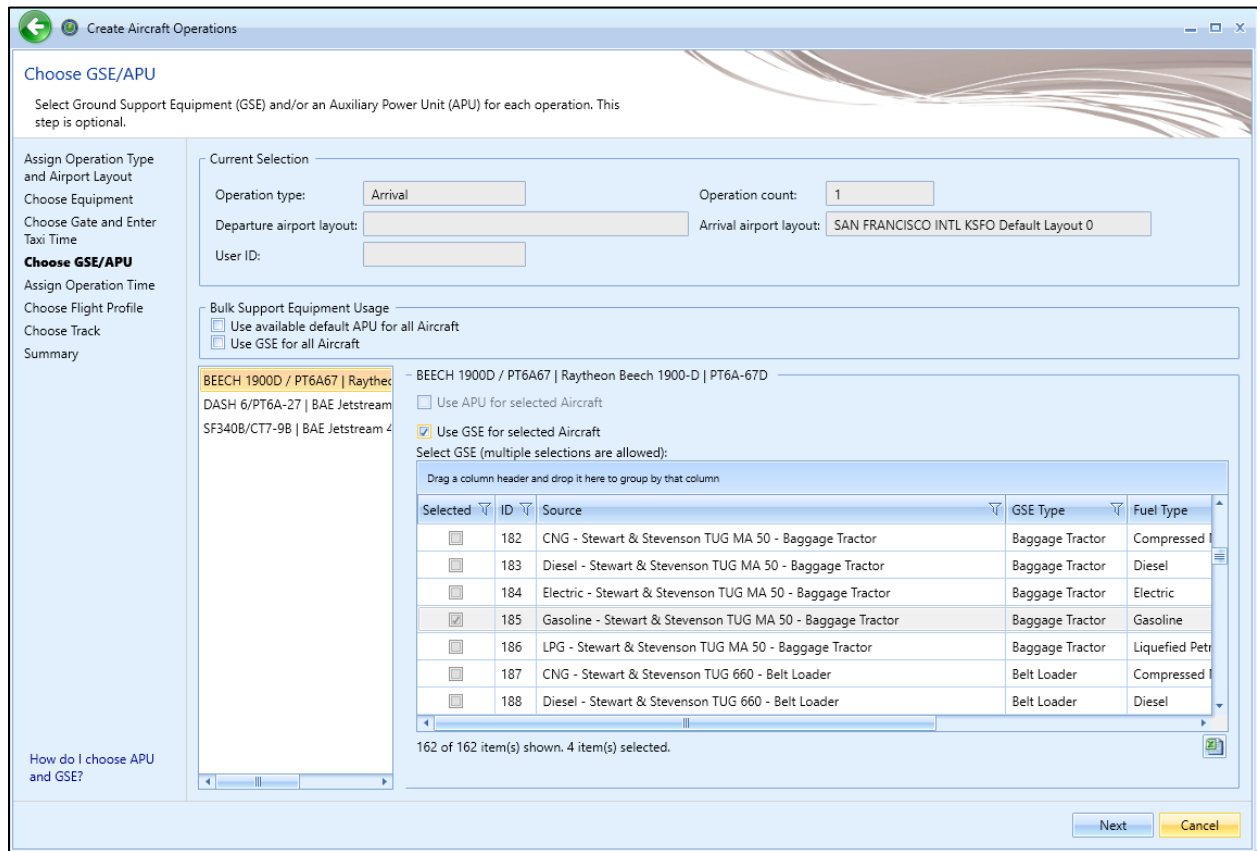 Create Aircraft Operations
Choose GSE/APU
Select Ground Support Equipment (GSE) and/or an Auxiliary Power Unit (APU) for each operation. This
step is optional.
Assign Operation Type
and Airport Layout
Choose Equipment
Choose Gate and Enter
Taxi Time
Choose GSE/APU
Assign Operation Time
Choose Flight Profile
Choose Track
Summary
How do I choose APU
and GSE?
Current Selection
Operation type: Arrival Operation count: 1
Departure airport layout: Arrival airport layout: SAN FRANCISCO INTL KSFO Default Layout 0
User ID:
Bulk Support Equipment Usage
Use available default APU for all Aircraft
Use GSE for all Aircraft
BEECH 1900D / PT6A67 | Raytheo
DASH 6/PT6A-27 | BAE Jetstream
SF340B/CT7-9B | BAE Jetstream 4
BEECH 1900D / PT6A67 | Raytheon Beech 1900-D | PT6A-67D
Use APU for selected Aircraft
Use GSE for selected Aircraft
Select GSE (multiple selections are allowed):
Drag a column header and drop it here to group by that column
Selected ID Source GSE Type Fuel Type
182 CNG - Stewart & Stevenson TUG MA 50 - Baggage Tractor Baggage Tractor Compressed
183 Diesel - Stewart & Stevenson TUG MA 50 - Baggage Tractor Baggage Tractor Diesel
184 Electric - Stewart & Stevenson TUG MA 50 - Baggage Tractor Baggage Tractor Electric
185 Gasoline - Stewart & Stevenson TUG MA 50 - Baggage Tractor Baggage Tractor Gasoline
186 LPG - Stewart & Stevenson TUG MA 50 - Baggage Tractor Baggage Tractor Liquefied Petr
187 CNG - Stewart & Stevenson TUG 660 - Belt Loader Belt Loader Compressed
188 Diesel - Stewart & Stevenson TUG 660 - Belt Loader Belt Loader Diesel
162 of 162 item(s) shown. 4 item(s) selected.
Next Cancel